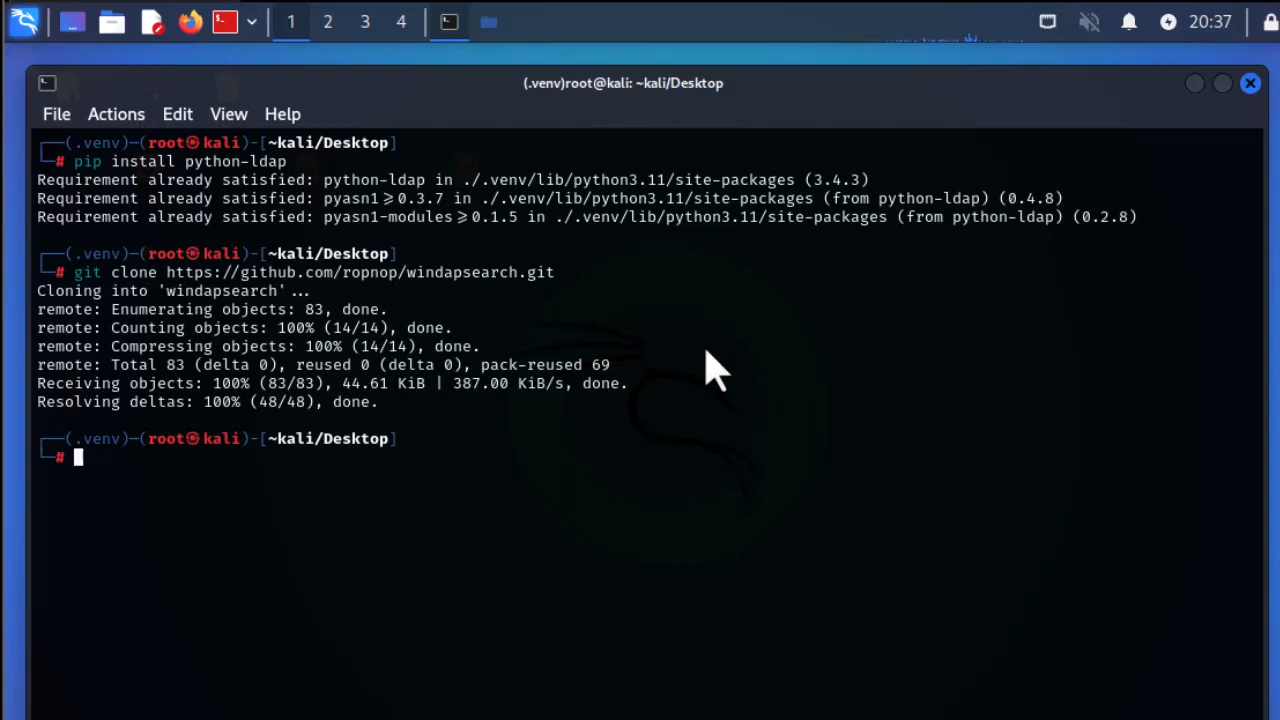 1 2 3 4 20:37
(.venv)root@kali: ~kali/Desktop
File Actions Edit View Help
┌──(.venv)─(root㉿kali)-[~kali/Desktop]
└─# pip install python-ldap
Requirement already satisfied: python-ldap in ./.venv/lib/python3.11/site-packages (3.4.3)
Requirement already satisfied: pyasn1>=0.3.7 in ./.venv/lib/python3.11/site-packages (from python-ldap) (0.4.8)
Requirement already satisfied: pyasn1-modules>=0.1.5 in ./.venv/lib/python3.11/site-packages (from python-ldap) (0.2.8)
┌──(.venv)─(root㉿kali)-[~kali/Desktop]
└─# git clone https://github.com/ropnop/windapsearch.git
Cloning into 'windapsearch'...
remote: Enumerating objects: 83, done.
remote: Counting objects: 100% (14/14), done.
remote: Compressing objects: 100% (14/14), done.
remote: Total 83 (delta 0), reused 0 (delta 0), pack-reused 69
Receiving objects: 100% (83/83), 44.61 KiB | 387.00 KiB/s, done.
Resolving deltas: 100% (48/48), done.
┌──(.venv)─(root㉿kali)-[~kali/Desktop]
└─#